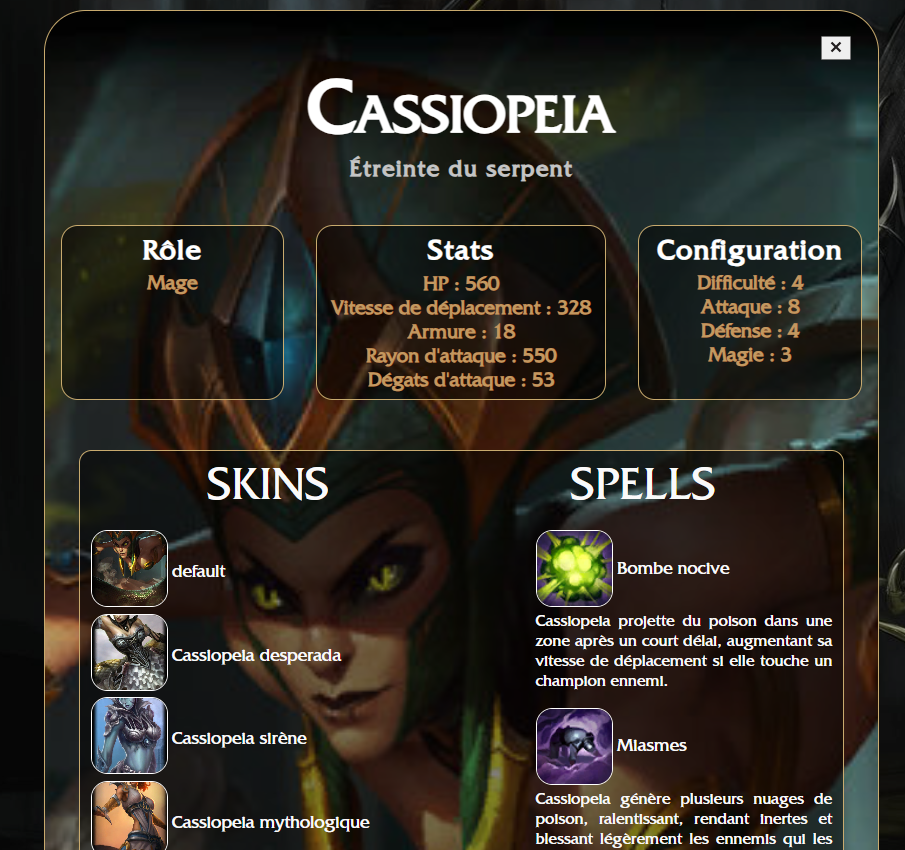 ✕
Cassiopeia
Étreinte du serpent
Rôle
Mage
Stats
HP : 560
Vitesse de déplacement : 328
Armure : 18
Rayon d'attaque : 550
Dégats d'attaque : 53
Configuration
Difficulté : 4
Attaque : 8
Défense : 4
Magie : 3
SKINS
default
Cassiopeia desperada
Cassiopeia sirène
Cassiopeia mythologique
SPELLS
Bombe nocive
Cassiopeia projette du poison dans une
zone après un court délai, augmentant sa
vitesse de déplacement si elle touche un
champion ennemi.
Miasmes
Cassiopeia génère plusieurs nuages de
poison, ralentissant, rendant inertes et
blessant légèrement les ennemis qui les